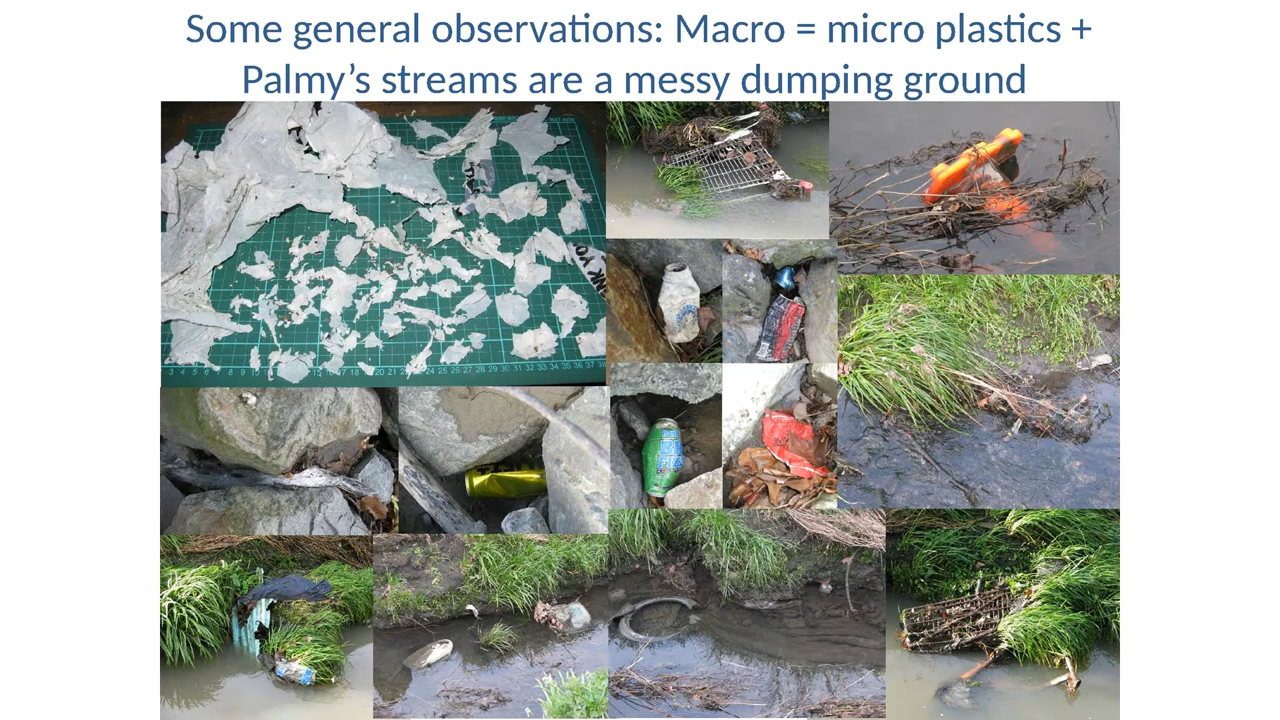 Some general observations: Macro = micro plastics +
Palmy’s streams are a messy dumping ground